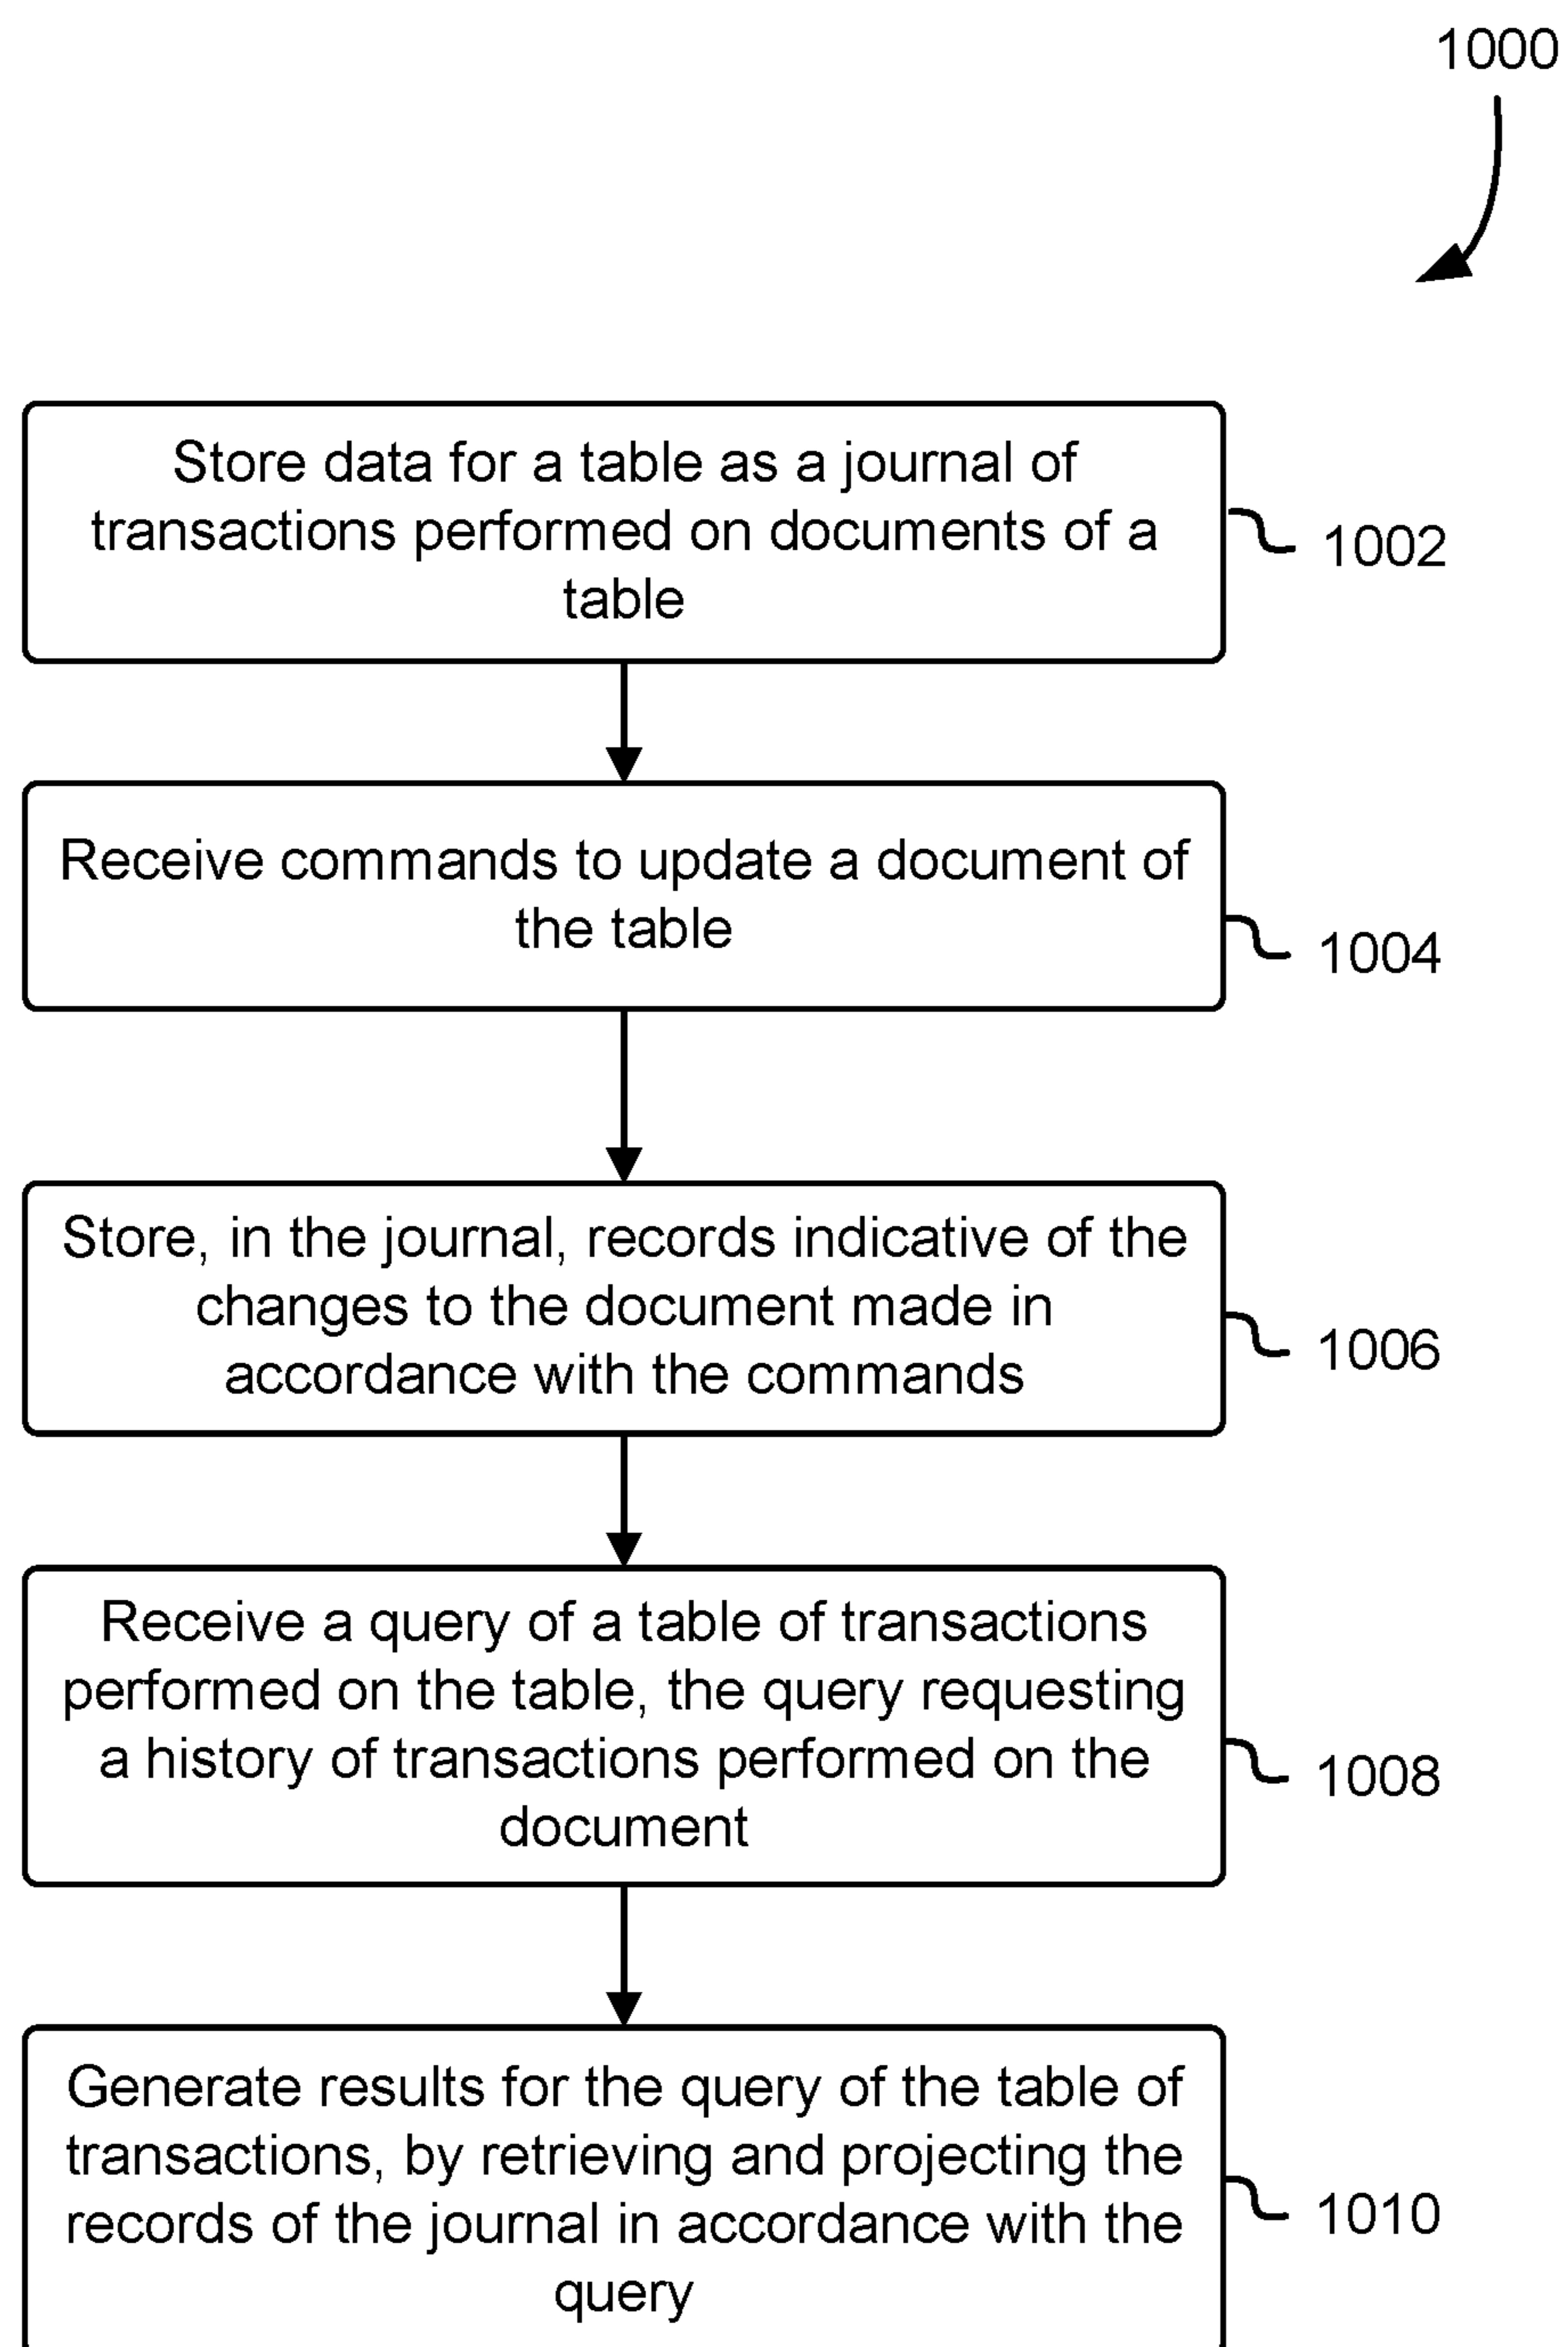 1000
Store data for a table as a journal of
transactions performed on documents of a
table
1002
Receive commands to update a document of
the table
1004
Store, in the journal, records indicative of the
changes to the document made in
accordance with the commands
1006
Receive a query of a table of transactions
performed on the table, the query requesting
a history of transactions performed on the
document
1008
Generate results for the query of the table of
transactions, by retrieving and projecting the
records of the journal in accordance with the
query
1010